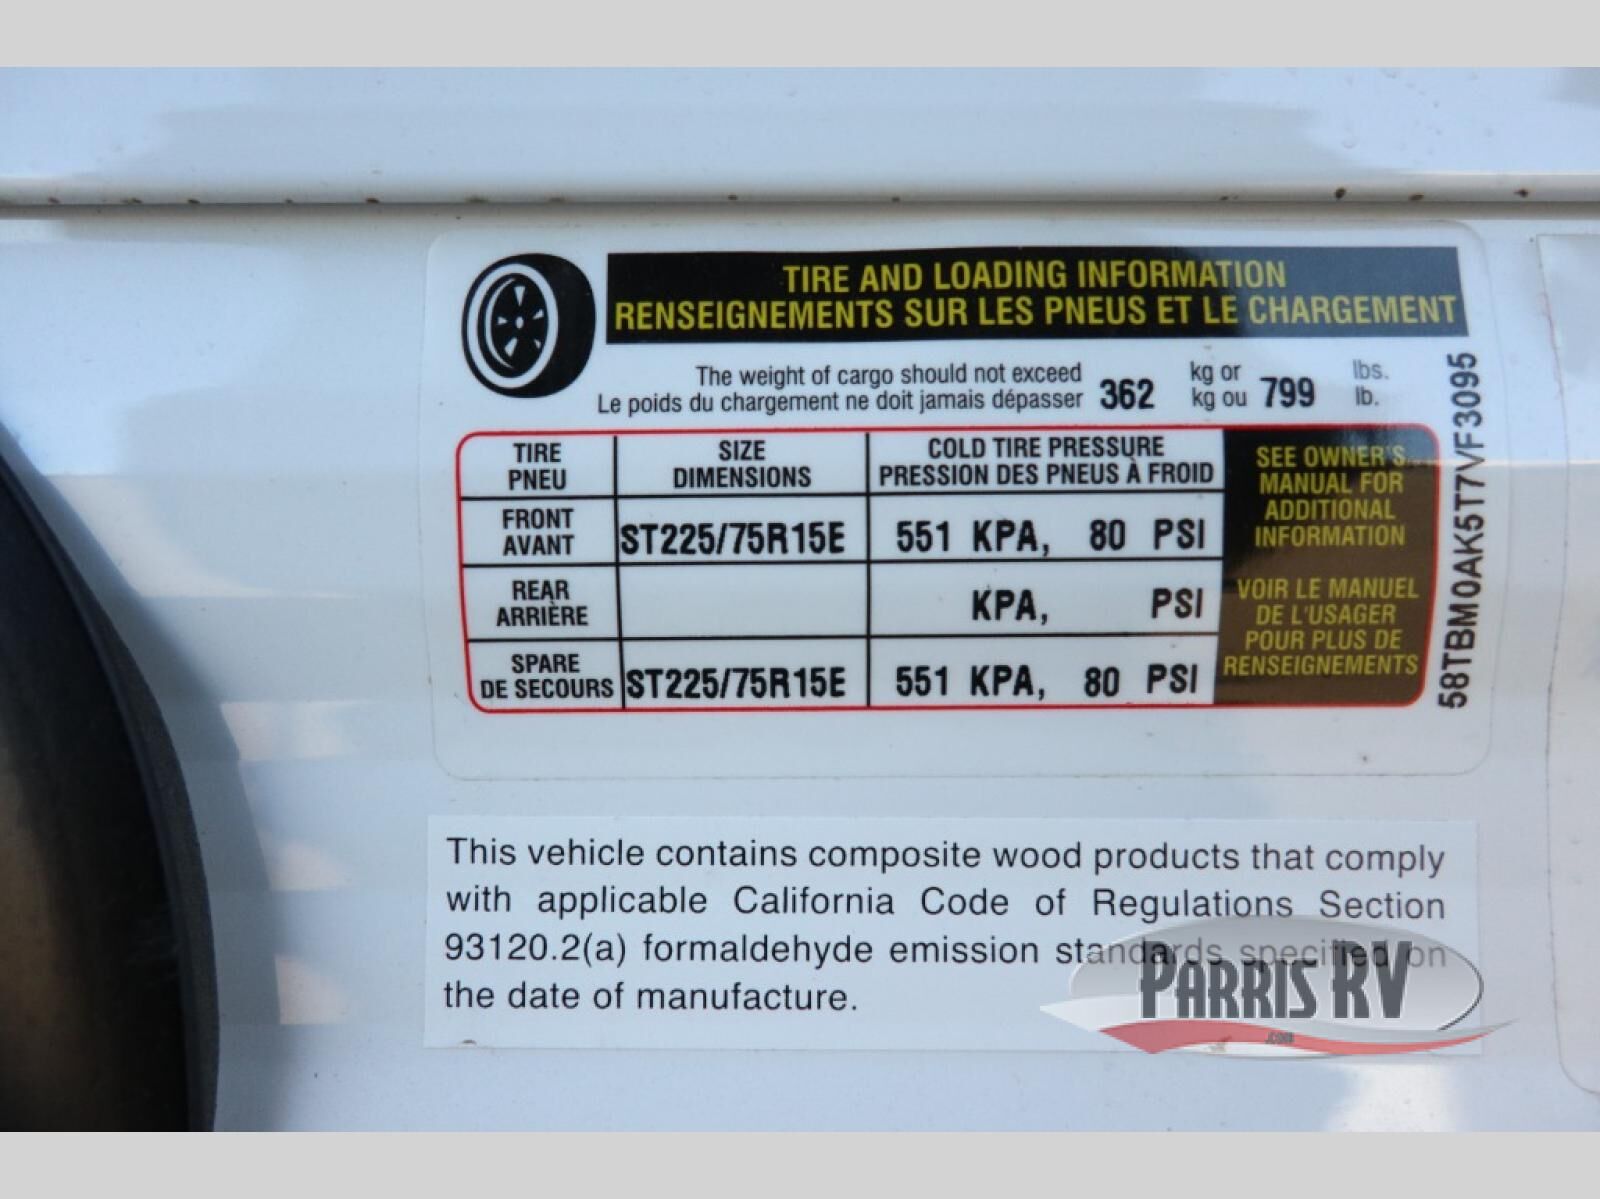 TIRE AND LOADING INFORMATION
RENSEIGNEMENTS SUR LES PNEUS ET LE CHARGEMENT
The weight of cargo should not exceed 362 kg or 799 lbs.
Le poids du chargement ne doit jamais dépasser kg ou lb.
TIRE SIZE COLD TIRE PRESSURE
PNEU DIMENSIONS PRESSION DES PNEUS À FROID
FRONT
AVANT ST225/75R15E 551 KPA, 80 PSI
REAR
ARRIÈRE KPA, PSI
SPARE
DE SECOURS ST225/75R15E 551 KPA, 80 PSI
SEE OWNER'S
MANUAL FOR
ADDITIONAL
INFORMATION
VOIR LE MANUEL
DE L'USAGER
POUR PLUS DE
RENSEIGNEMENTS
58TBM0AK5T7VF3095
This vehicle contains composite wood products that comply
with applicable California Code of Regulations Section
93120.2(a) formaldehyde emission standards specified on
the date of manufacture.
PARRIS RV
.COM